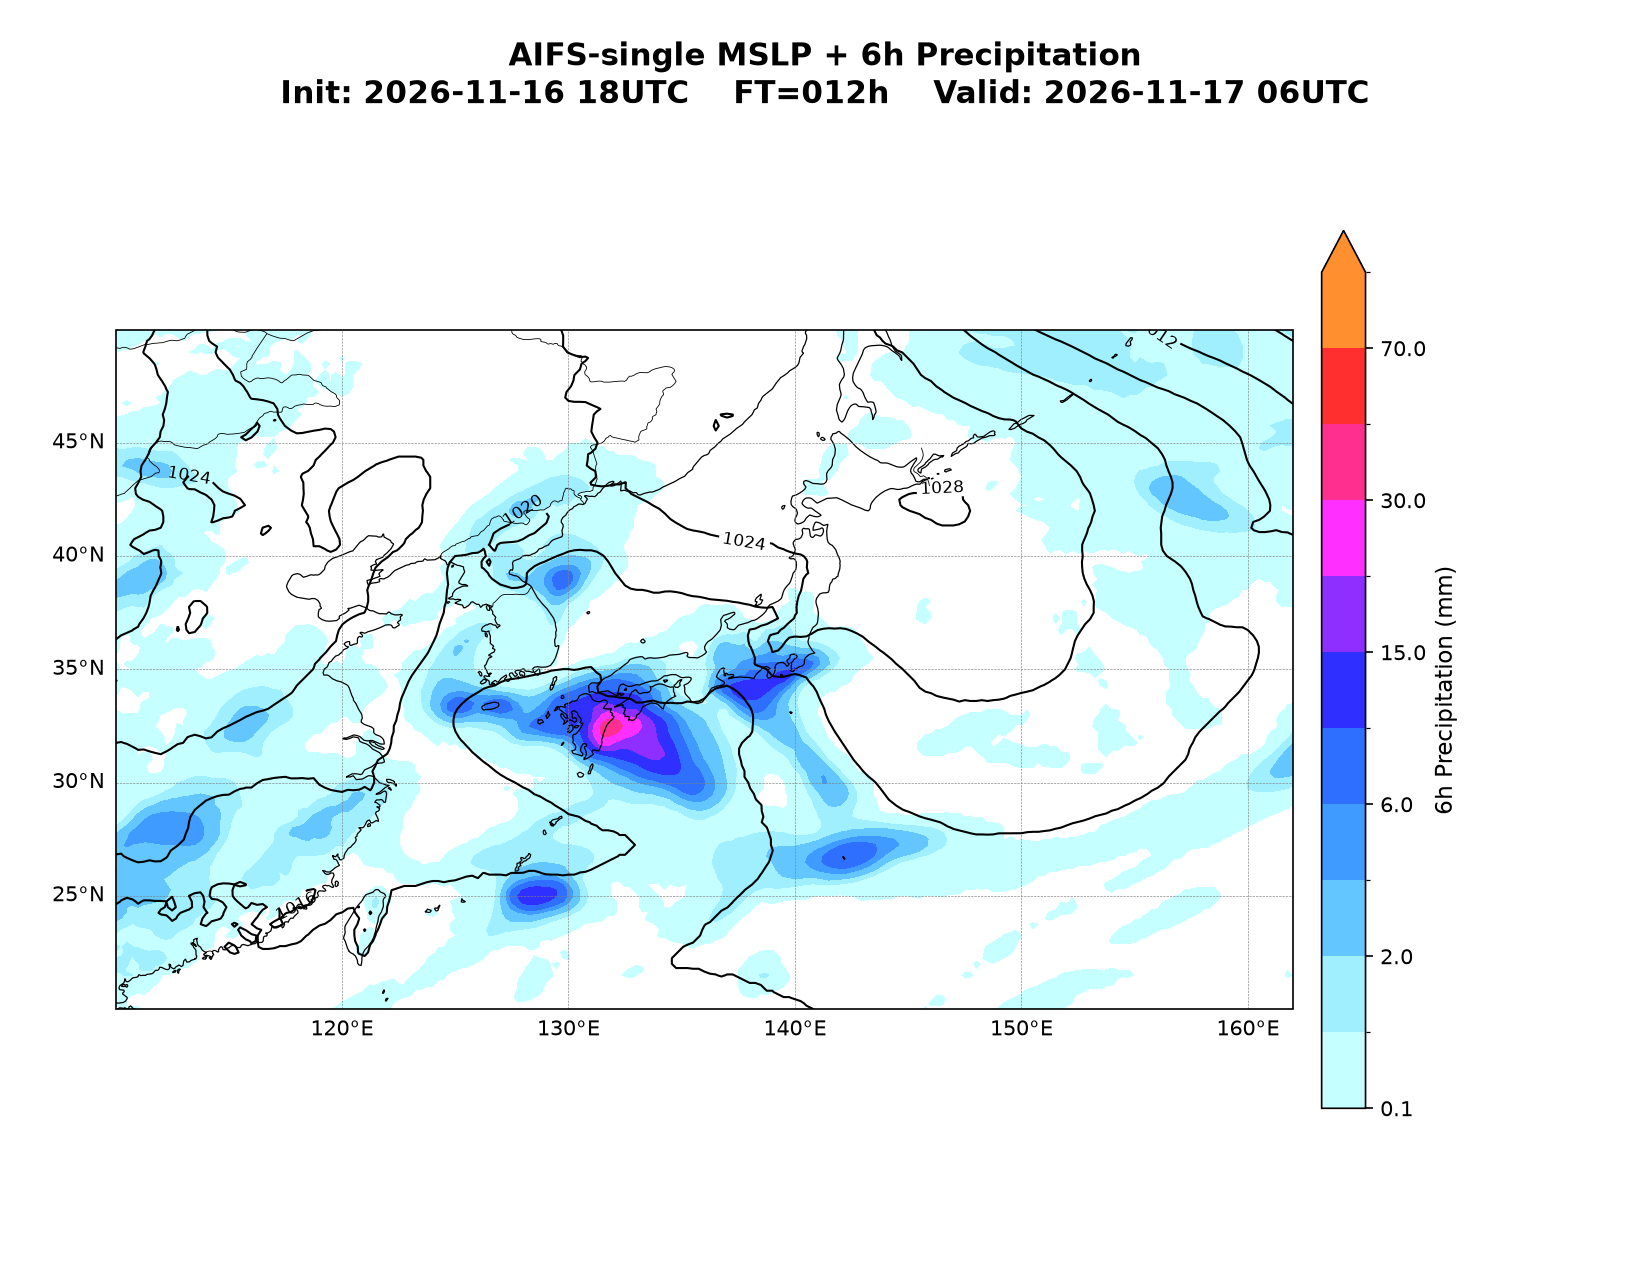 AIFS-single MSLP + 6h Precipitation
Init: 2026-11-16 18UTC    FT=012h    Valid: 2026-11-17 06UTC
012
1024
1020
1028
1024
1016
45°N
40°N
35°N
30°N
25°N
120°E
130°E
140°E
150°E
160°E
70.0
30.0
15.0
6.0
2.0
0.1
6h Precipitation (mm)